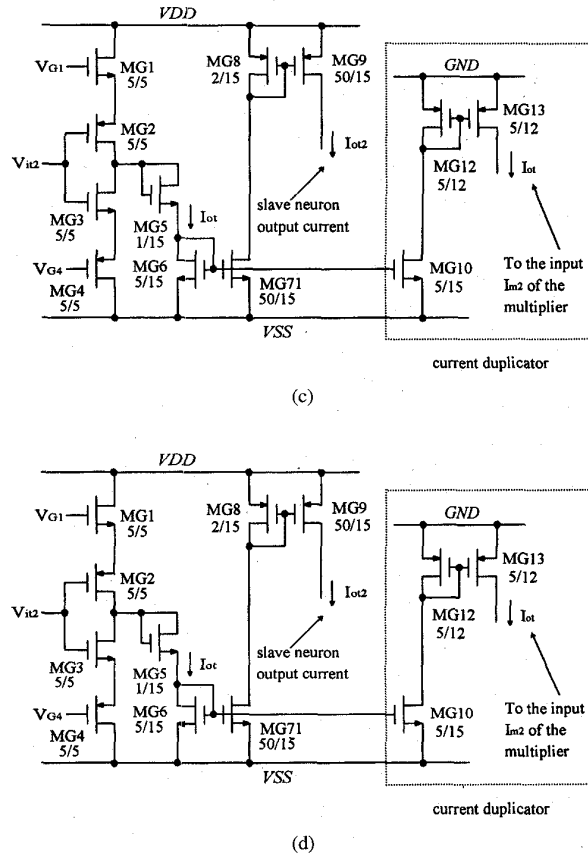 VDD
VG1
MG1
5/5
MG2
5/5
Vit2
MG3
5/5
VG4
MG4
5/5
MG5
1/15
Iot
MG6
5/15
MG71
50/15
MG8
2/15
MG9
50/15
Iot2
slave neuron
output current
VSS
GND
MG13
5/12
MG12
5/12
Iot
MG10
5/15
To the input
Im2 of the
multiplier
current duplicator
(c)
VDD
VG1
MG1
5/5
MG2
5/5
Vit2
MG3
5/5
VG4
MG4
5/5
MG5
1/15
Iot
MG6
5/15
MG71
50/15
MG8
2/15
MG9
50/15
Iot2
slave neuron
output current
VSS
GND
MG13
5/12
MG12
5/12
Iot
MG10
5/15
To the input
Im2 of the
multiplier
current duplicator
(d)